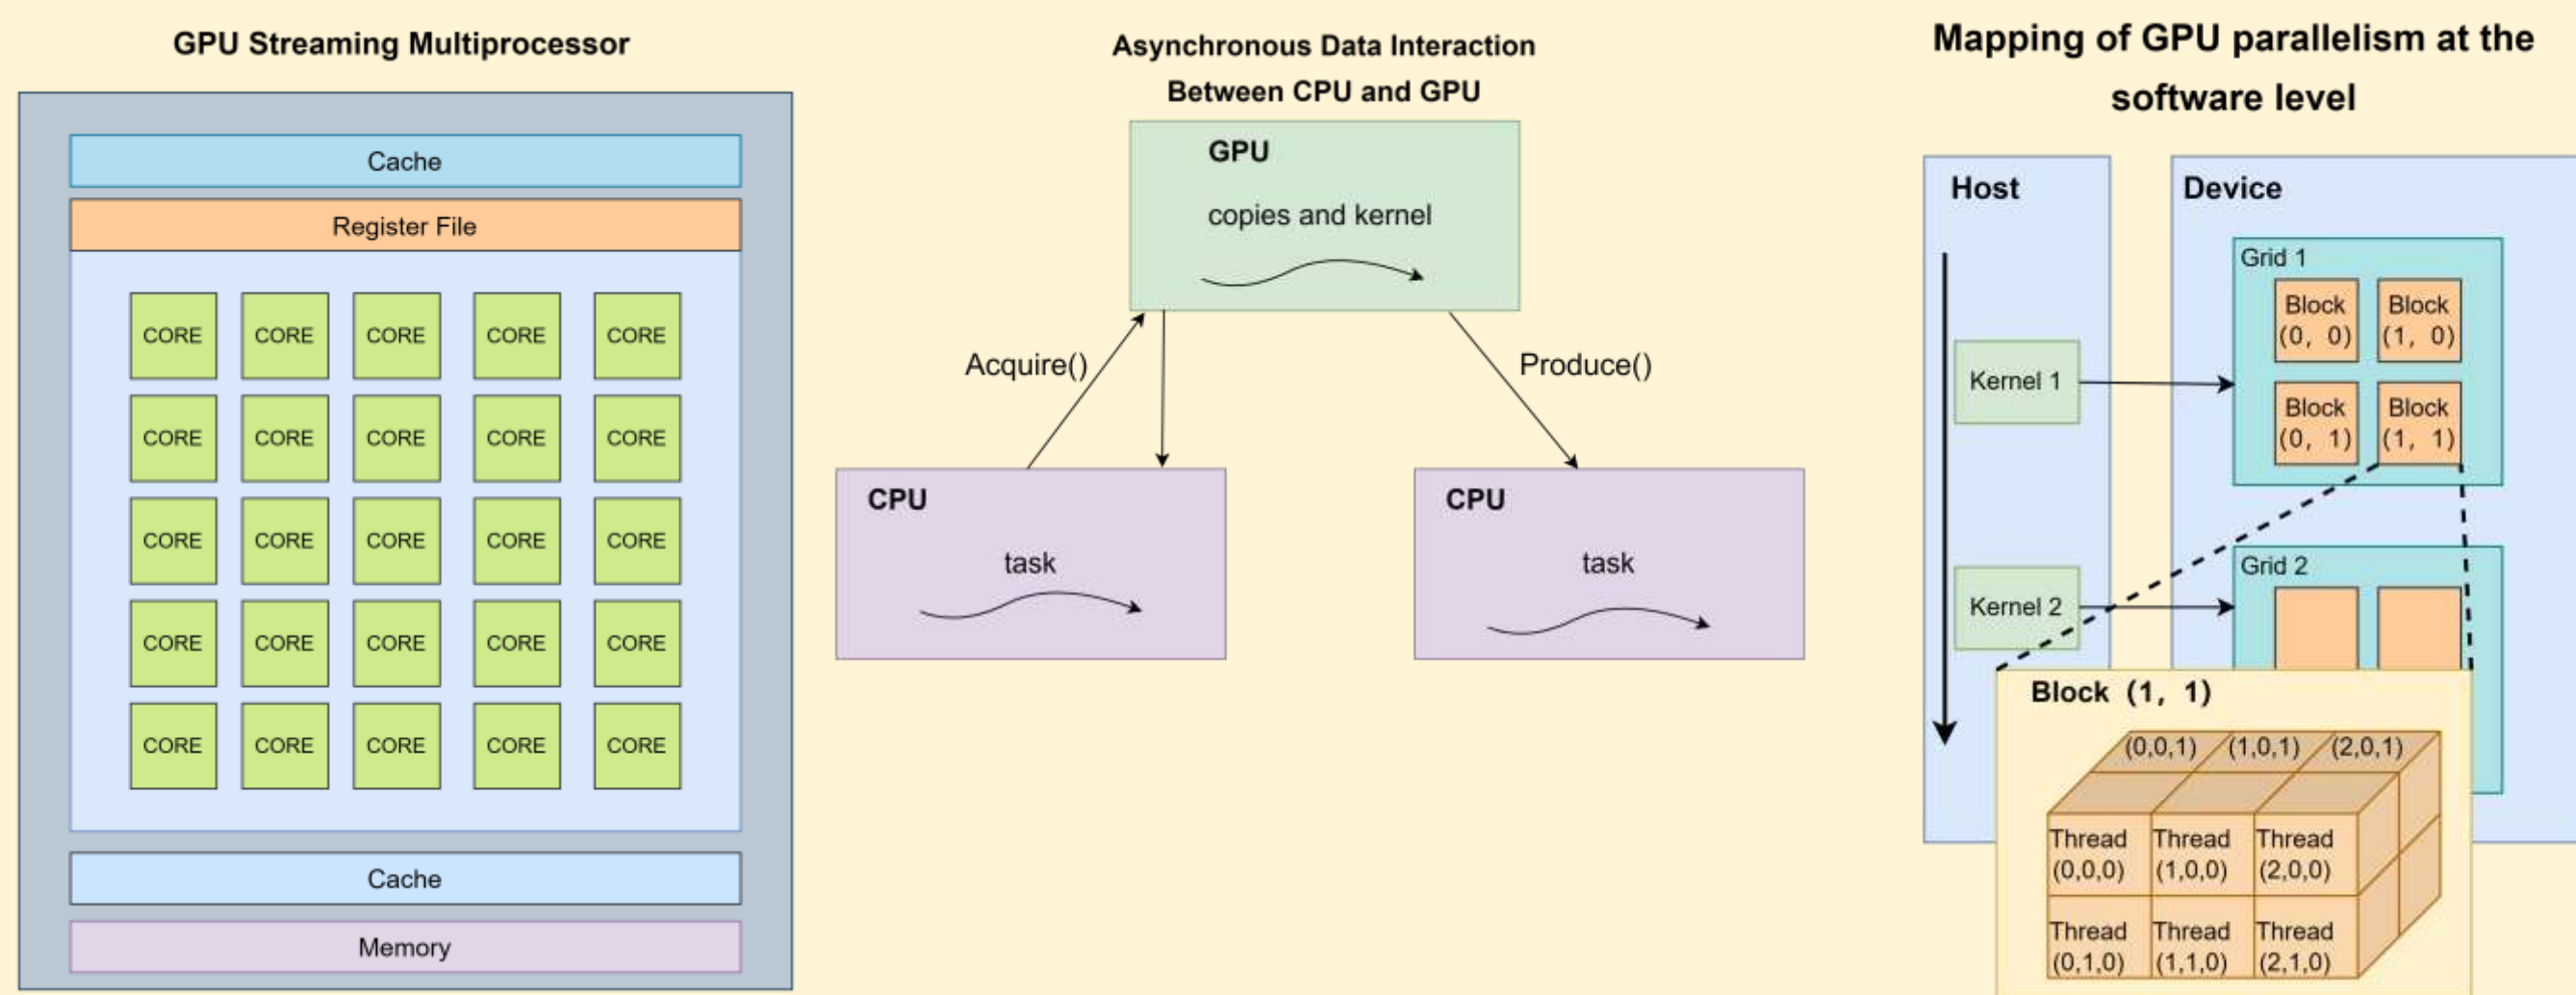 GPU Streaming Multiprocessor
Cache
Register File
CORE CORE CORE CORE CORE
CORE CORE CORE CORE CORE
CORE CORE CORE CORE CORE
CORE CORE CORE CORE CORE
CORE CORE CORE CORE CORE
Cache
Memory
Asynchronous Data Interaction
Between CPU and GPU
GPU
copies and kernel
Acquire()
Produce()
CPU
task
CPU
task
Mapping of GPU parallelism at the
software level
Host
Device
Grid 1
Block Block
(0, 0) (1, 0)
Kernel 1
Block Block
(0, 1) (1, 1)
Grid 2
Kernel 2
Block (1, 1)
(0,0,1) (1,0,1) (2,0,1)
Thread Thread Thread
(0,0,0) (1,0,0) (2,0,0)
Thread Thread Thread
(0,1,0) (1,1,0) (2,1,0)